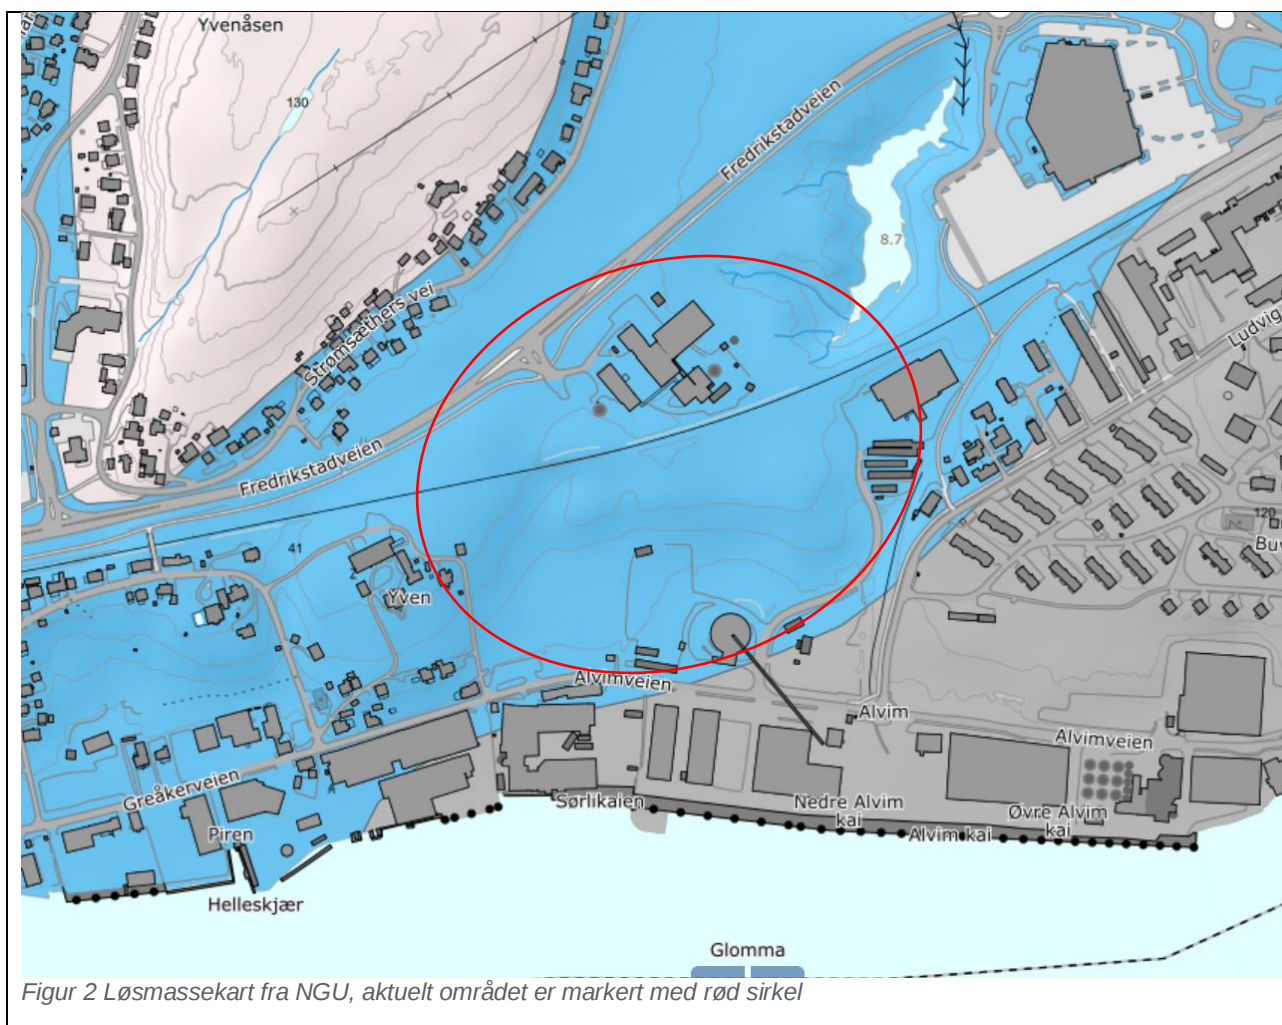 Yvenåsen
130
Fredrikstadveien
8.7
Strømsæthers vei
Ludvig
Fredrikstadveien
120
Buv
41
Yven
Alvimveien
Alvim
Alvimveien
Greåkerveien
Sørlikaien
Nedre Alvim
kai
Øvre Alvim
kai
Piren
Alvim kai
Helleskjær
Glomma
Figur 2 Løsmassekart fra NGU, aktuelt området er markert med rød sirkel